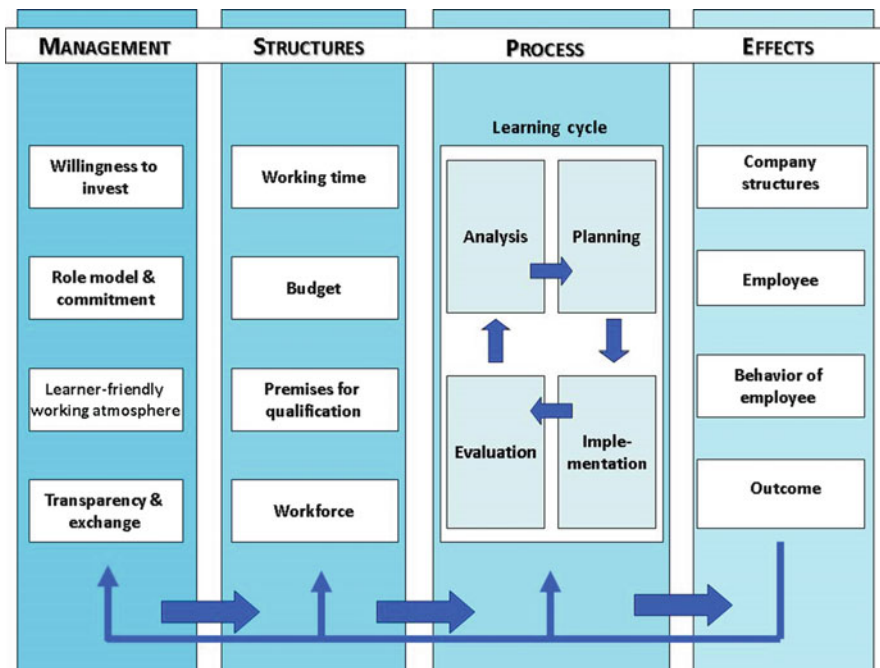 MANAGEMENT
STRUCTURES
PROCESS
EFFECTS
Willingness to
invest
Role model &
commitment
Learner-friendly
working atmosphere
Transparency &
exchange
Working time
Budget
Premises for
qualification
Workforce
Learning cycle
Analysis
Planning
Evaluation
Imple-
mentation
Company
structures
Employee
Behavior of
employee
Outcome